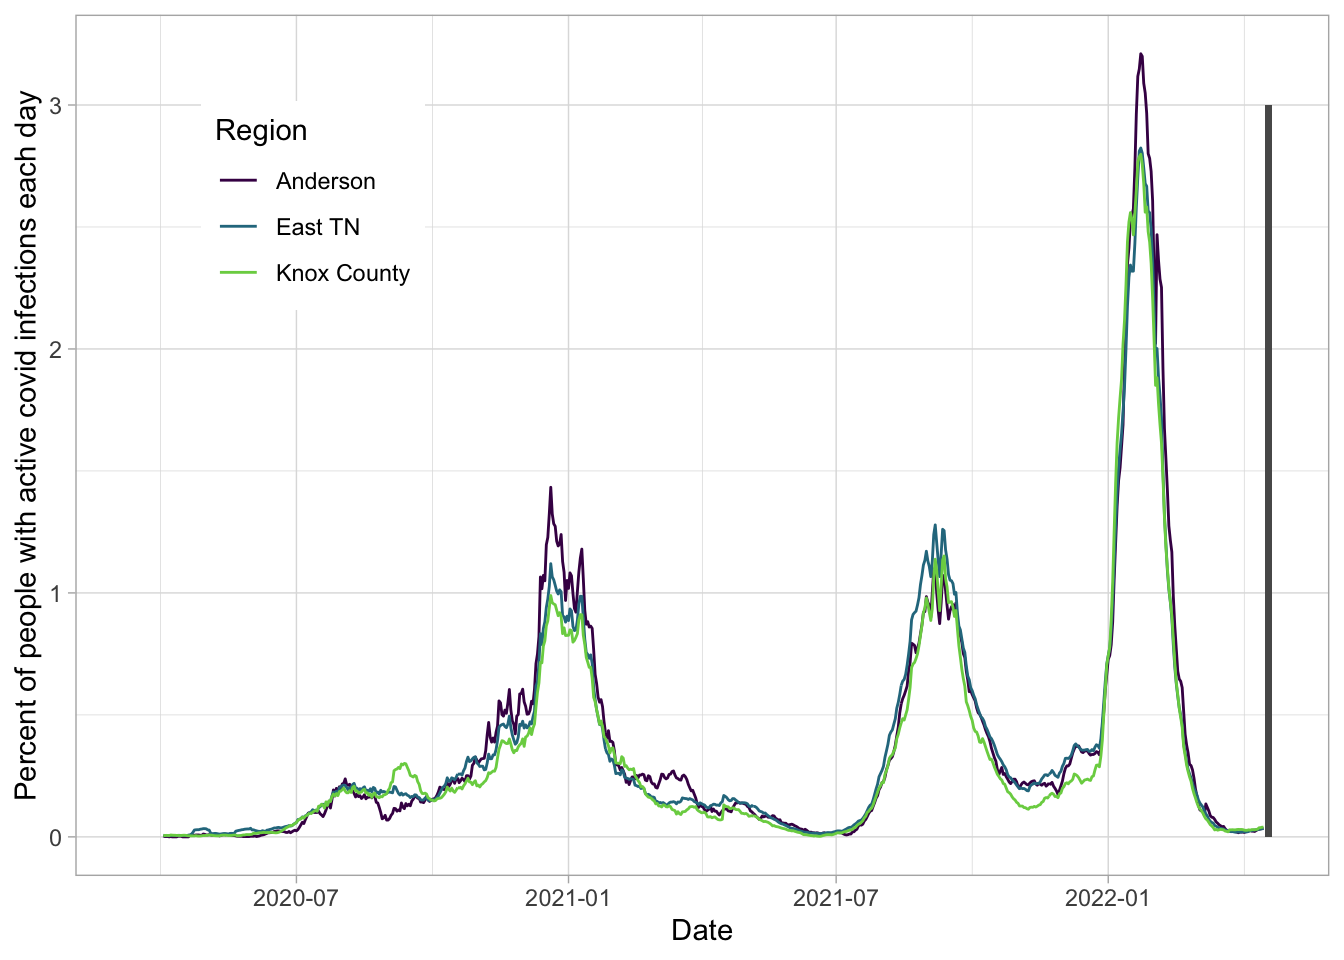 Percent of people with active covid infections each day
3
2
1
0
Region
Anderson
East TN
Knox County
2020-07
2021-01
2021-07
2022-01
Date